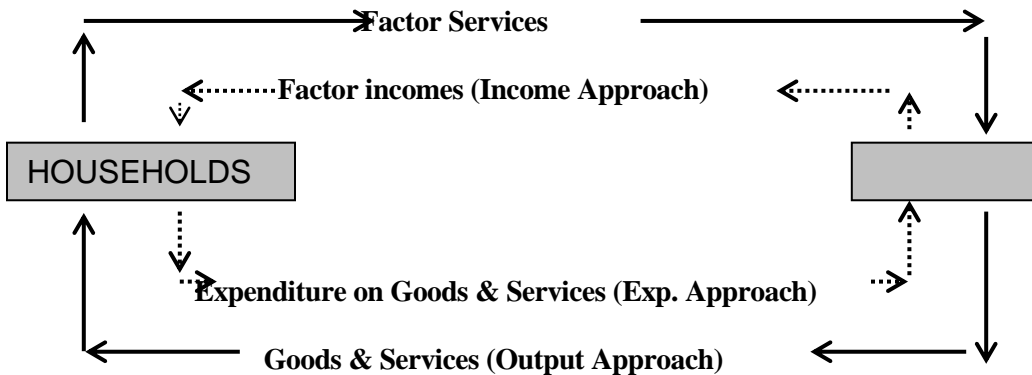 Factor Services
Factor incomes (Income Approach)
HOUSEHOLDS
Expenditure on Goods & Services (Exp. Approach)
Goods & Services (Output Approach)